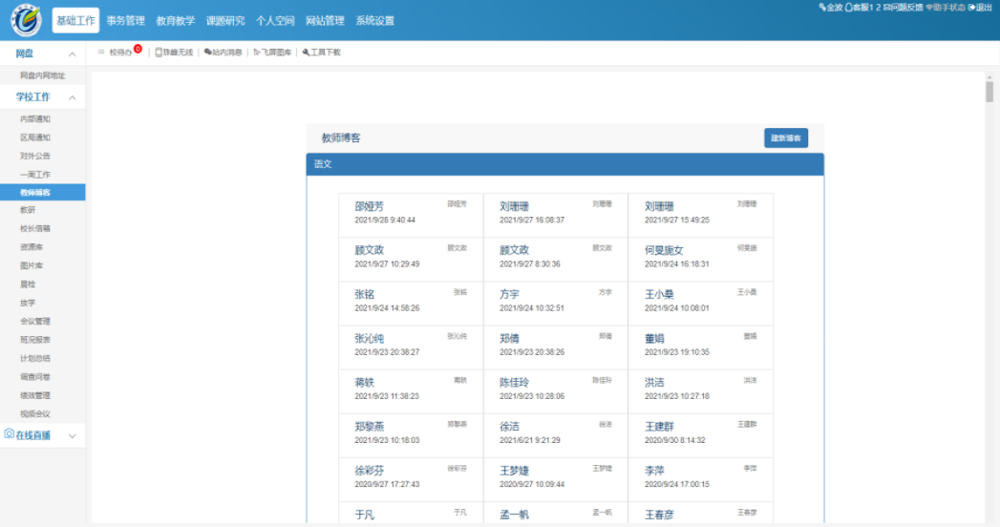 基础工作 事务管理 教育教学 课题研究 个人空间 网站管理 系统设置
金波 客服1 2 问题反馈 助手状态 退出
网盘
校待办 0 | 珠峰无线 | 站内消息 | 飞屏图库 | 工具下载
网盘内网地址
学校工作
内部通知
区局通知
对外公告
一周工作
教师博客
教研
校长信箱
资源库
图片库
晨检
放学
会议管理
班况报表
计划总结
调查问卷
绩效管理
视频会议
在线直播
教师博客 建新博客
语文
邵娅芳 邵娅芳 刘珊珊 刘珊珊 刘珊珊 刘珊珊
2021/9/28 9:40:44 2021/9/27 16:08:37 2021/9/27 15:49:25
顾文政 顾文政 顾文政 顾文政 何旻施女 何旻施
2021/9/27 10:29:49 2021/9/27 8:30:36 2021/9/24 16:18:31
张铭 张铭 方宇 方宇 王小桑 王小桑
2021/9/24 14:58:26 2021/9/24 10:32:51 2021/9/24 10:08:01
张沁纯 张沁纯 郑倩 郑倩 董娟 董娟
2021/9/23 20:38:27 2021/9/23 20:38:26 2021/9/23 19:10:35
蒋轶 蒋轶 陈佳玲 陈佳玲 洪洁 洪洁
2021/9/23 11:38:23 2021/9/23 10:28:06 2021/9/23 10:27:18
郑黎燕 郑黎燕 徐洁 徐洁 王建群 王建群
2021/9/23 10:18:03 2021/6/21 9:21:29 2020/9/30 8:14:32
徐彩芬 徐彩芬 王梦婕 王梦婕 李萍 李萍
2020/9/27 17:27:43 2020/9/27 10:09:44 2020/9/24 17:00:15
于凡 于凡 孟一帆 孟一帆 王春彦 王春彦